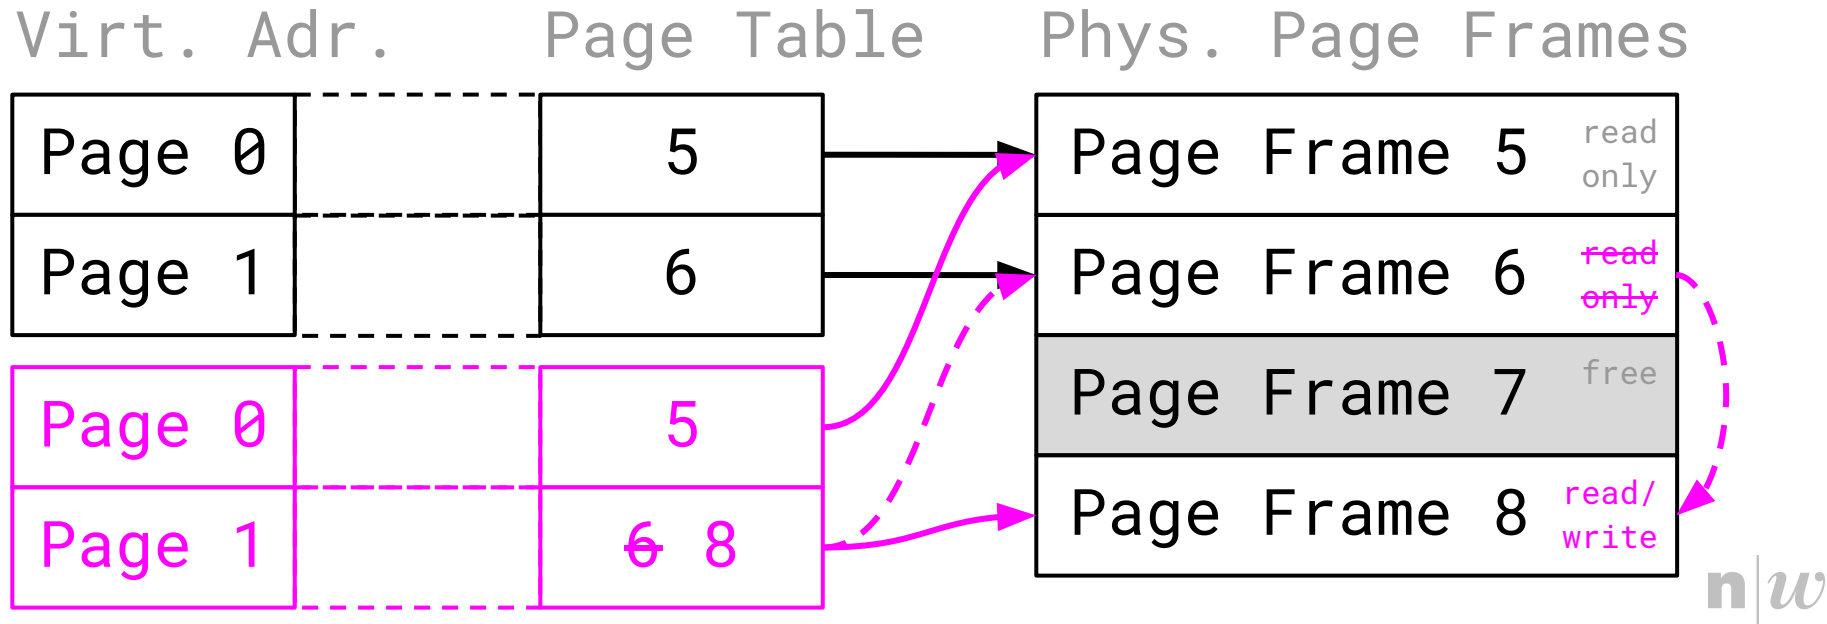 Virt. Adr. Page Table Phys. Page Frames
Page 0 5 Page Frame 5 read only
Page 1 6 Page Frame 6 read only
Page Frame 7 free
Page 0 5
Page 1 6 8 Page Frame 8 read/ write
n|w